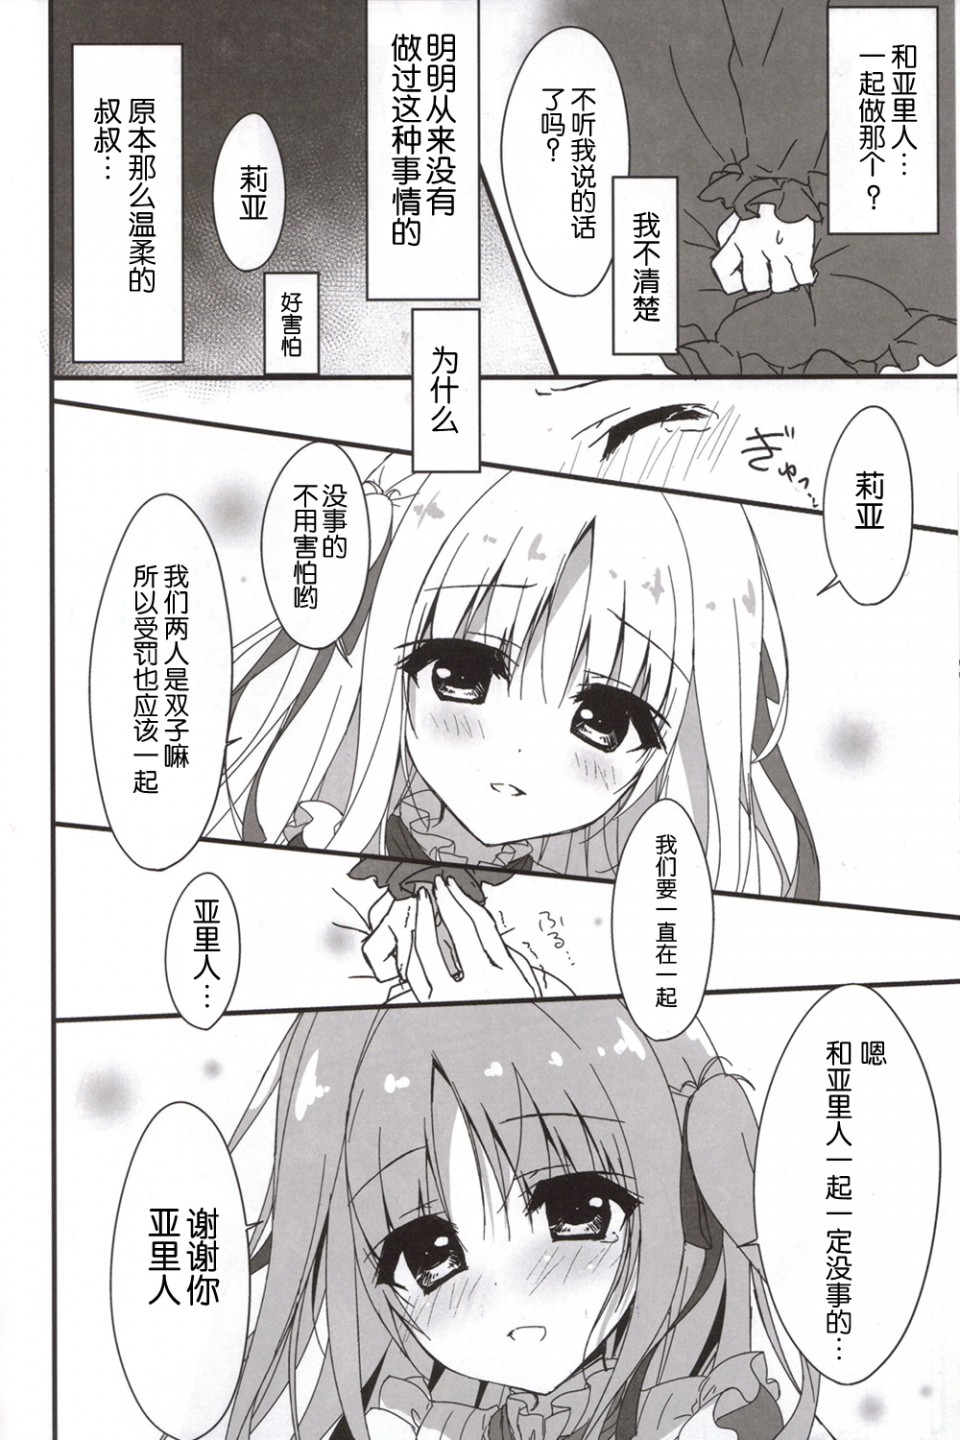 和亚里人…
一起做那个？
我不清楚
不听我说的话
了吗？
明明从来没有
做过这种事情的
莉亚
好害怕
原本那么温柔的
叔叔…
为什么
ぎゅっ…
莉亚
没事的
不用害怕哟
我们两人是双子嘛
所以受罚也应该一起
我们要一直在一起
ふる…
亚里人…
嗯
和亚里人一起一定没事的…
谢谢你
亚里人